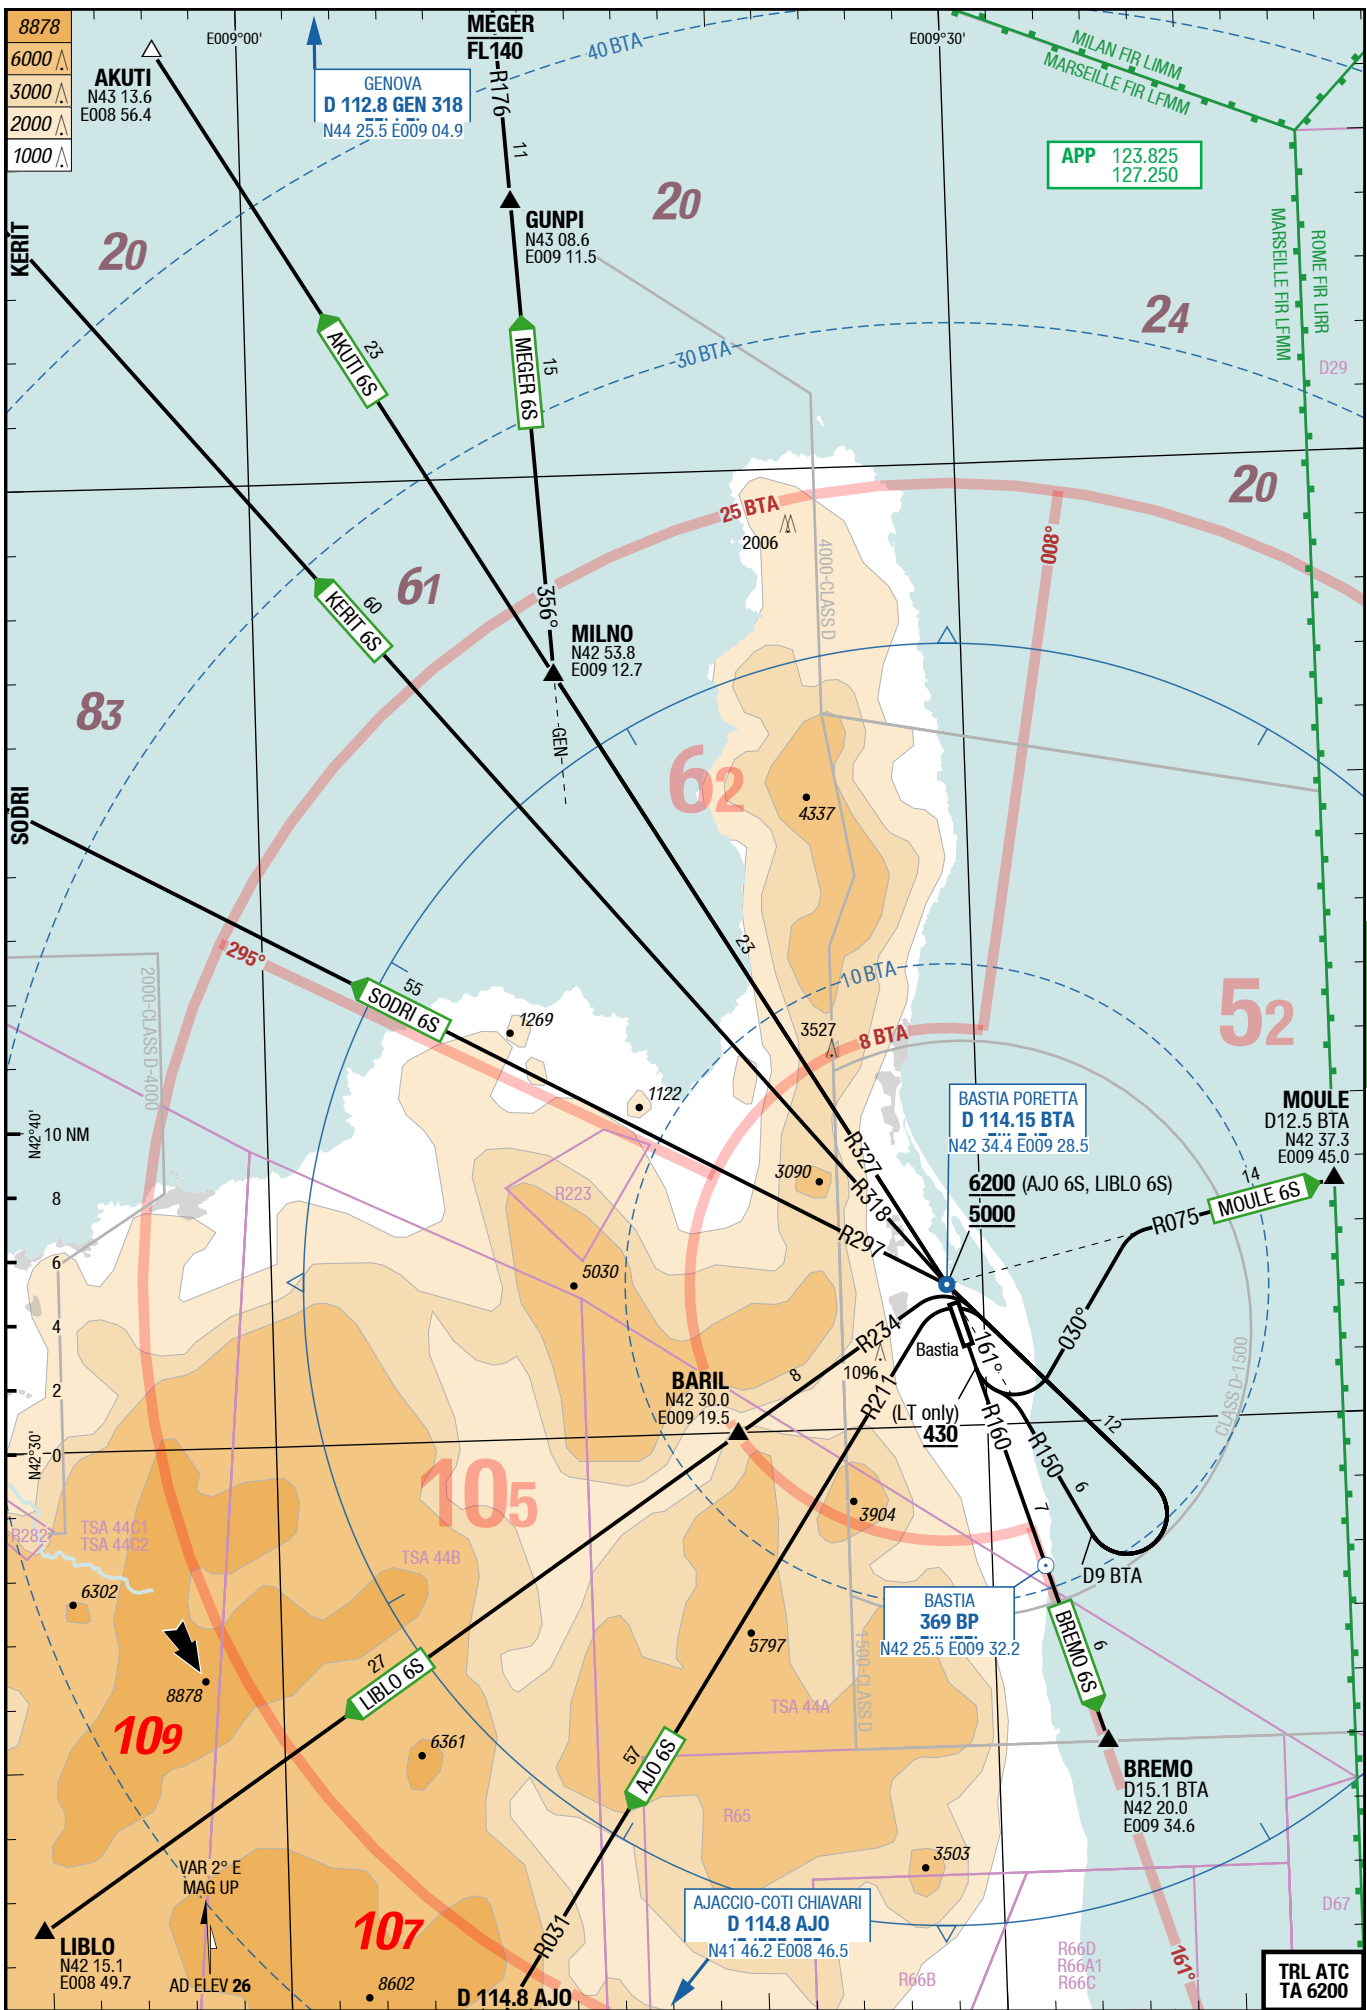 8878
6000
3000
2000
1000
AKUTI
N43 13.6
E008 56.4
E009°00'
GENOVA
D 112.8 GEN 318
N44 25.5 E009 04.9
MEGER
FL140
R176
11
40 BTA
E009°30'
MILAN FIR LIMM
MARSEILLE FIR LFMM
APP 123.825
127.250
GUNPI
N43 08.6
E009 11.5
20
20
24
KERIT
MARSEILLE FIR LFMM
ROME FIR LIRR
D29
23
AKUTI 6S
15
MEGER 6S
30 BTA
20
25 BTA
2006
4000-CLASS D
008°
61
60
KERIT 6S
356°
MILNO
N42 53.8
E009 12.7
GEN
83
62
4337
SODRI
23
10 BTA
295°
2000-CLASS D-4000
55
SODRI 6S
1269
3527
8 BTA
52
1122
BASTIA PORETTA
D 114.15 BTA
N42 34.4 E009 28.5
MOULE
D12.5 BTA
N42 37.3
E009 45.0
N42°40'
10 NM
8
6
4
2
0
N42°30'
3090
R327
R318
R297
R223
6200 (AJO 6S, LIBLO 6S)
5000
14
MOULE 6S
R075
5030
R234
1096
Bastia
161°
030°
BARIL
N42 30.0
E009 19.5
8
R211
(LT only)
430
R160
R150
12
6
7
CLASS D-1500
105
3904
D9 BTA
R282
TSA 44C1
TSA 44C2
TSA 44B
6302
BASTIA
369 BP
N42 25.5 E009 32.2
5797
1500-CLASS D
8878
27
LIBLO 6S
6
BREMO 6S
TSA 44A
109
6361
57
AJO 6S
BREMO
D15.1 BTA
N42 20.0
E009 34.6
R65
3503
VAR 2° E
MAG UP
107
AJACCIO-COTI CHIAVARI
D 114.8 AJO
N41 46.2 E008 46.5
R031
D67
LIBLO
N42 15.1
E008 49.7
AD ELEV 26
8602
D 114.8 AJO
R66B
R66D
R66A1
R66C
161°
TRL ATC
TA 6200